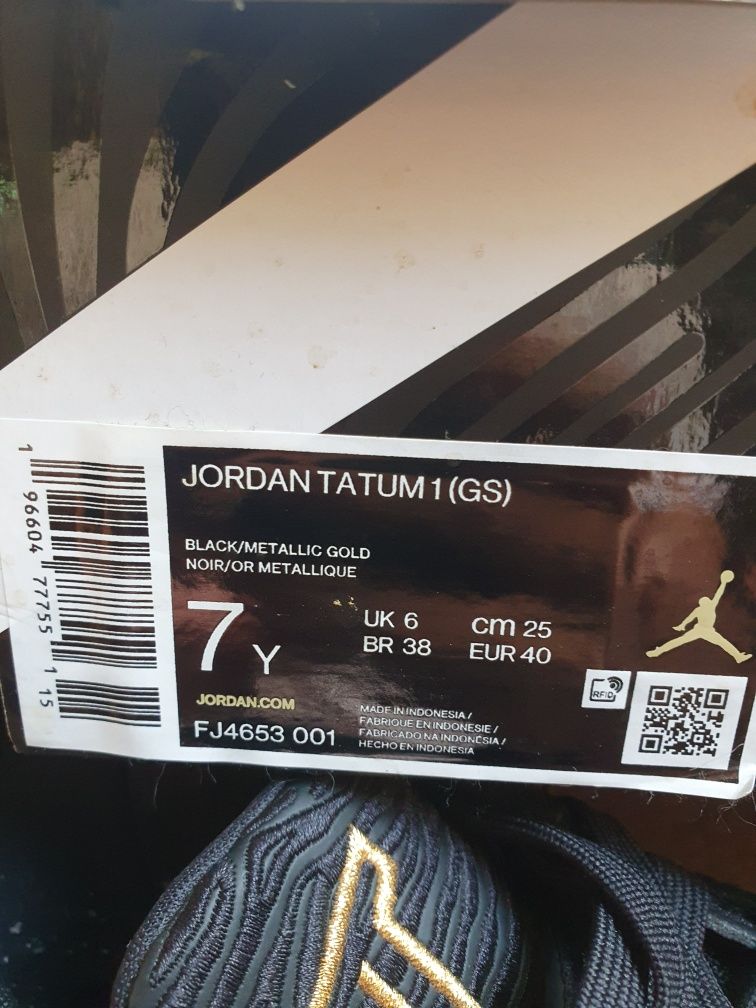 JORDAN TATUM 1 (GS)
BLACK/METALLIC GOLD
NOIR/OR METALLIQUE
7 Y
UK 6 cm 25
BR 38 EUR 40
JORDAN.COM
FJ4653 001
MADE IN INDONESIA /
FABRIQUE EN INDONESIE /
FABRICADO NA INDONÉSIA /
HECHO EN INDONESIA
RFID
1 96604 77755 1 15